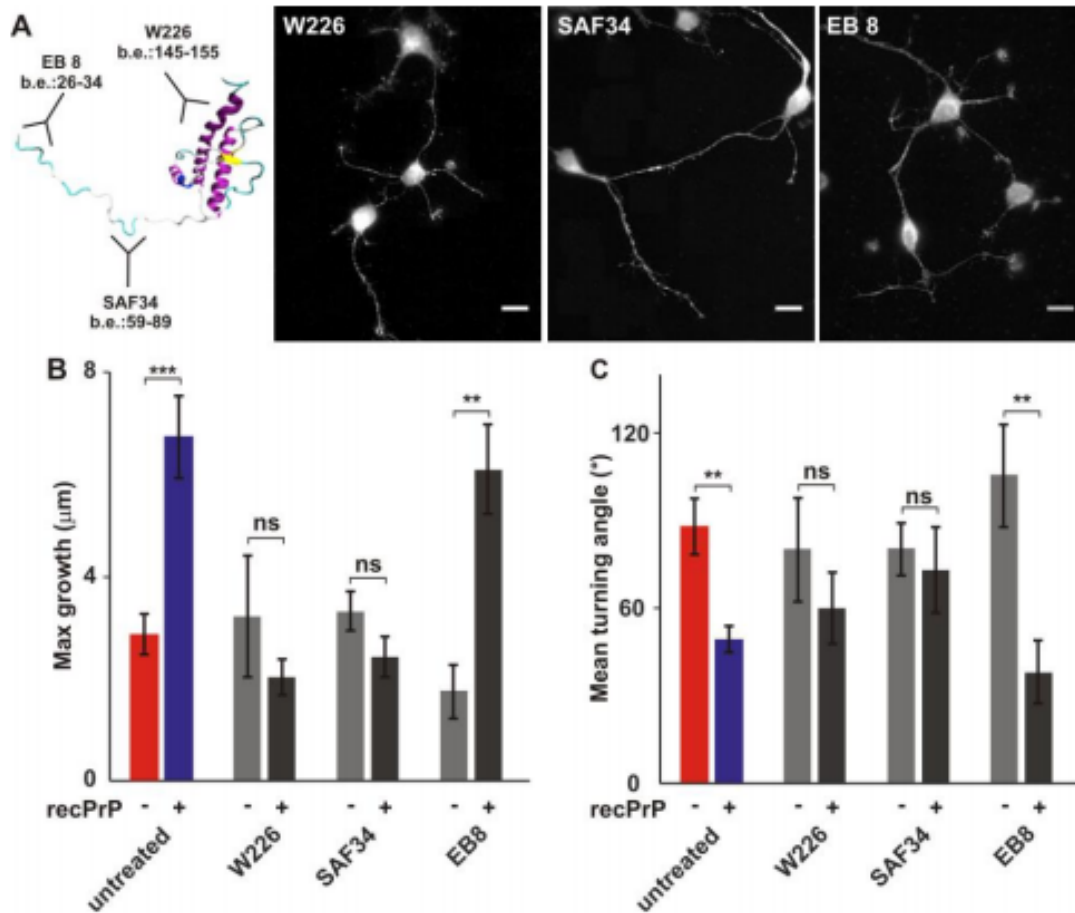 A
W226
b.e.:145-155
EB 8
b.e.:26-34
SAF34
b.e.:59-89
W226
SAF34
EB 8
B
Max growth (μm)
8
4
0
***
ns
ns
**
recPrP - + - + - + - +
untreated
W226
SAF34
EB8
C
Mean turning angle (°)
120
60
0
**
ns
ns
**
recPrP - + - + - + - +
untreated
W226
SAF34
EB8